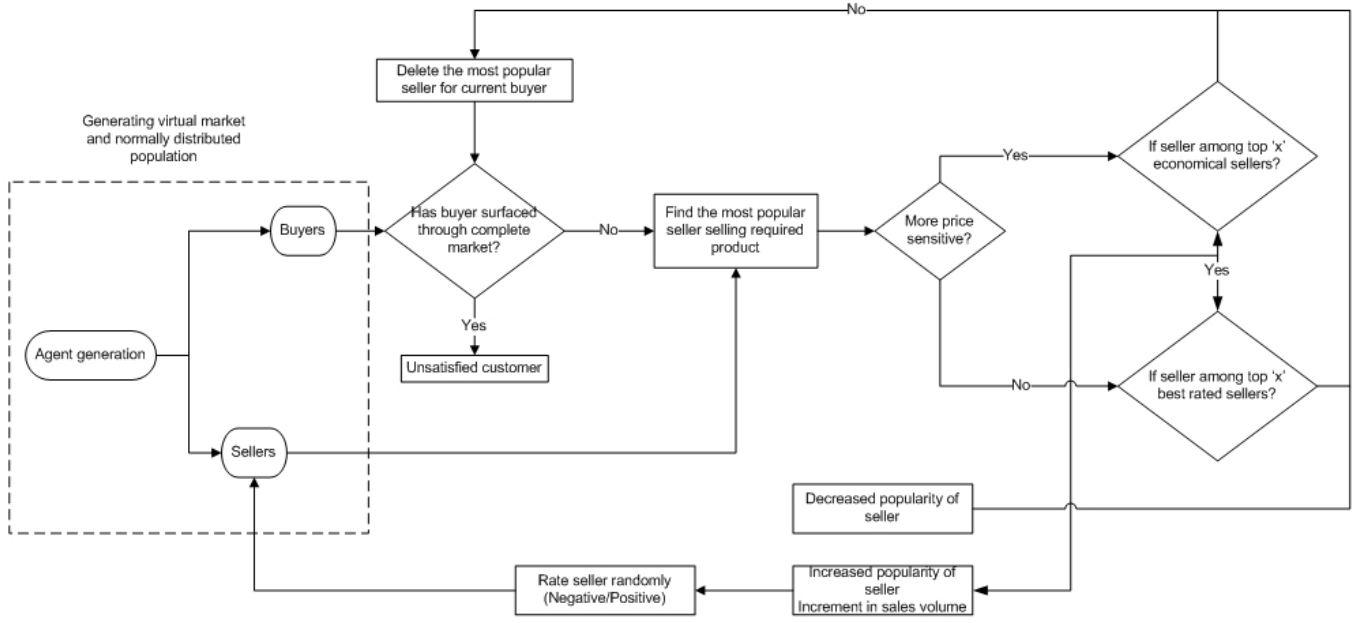 No
Delete the most popular
seller for current buyer
Generating virtual market
and normally distributed
population
If seller among top ‘x’
economical sellers?
Yes
Has buyer surfaced
through complete
market?
Find the most popular
seller selling required
product
Buyers
No
More price
sensitive?
Yes
Yes
Agent generation
Unsatisfied customer
If seller among top ‘x’
best rated sellers?
No
Sellers
Decreased popularity of
seller
Rate seller randomly
(Negative/Positive)
Increased popularity of
seller
Increment in sales volume